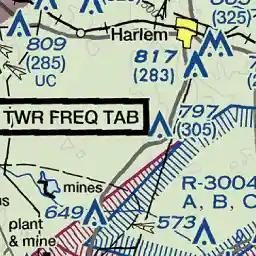 (325)
Harlem
809
(285)
UC
817
(283)
TWR FREQ TAB
797
(305)
mines
R-3004
A, B, C
649
573
plant
& mine